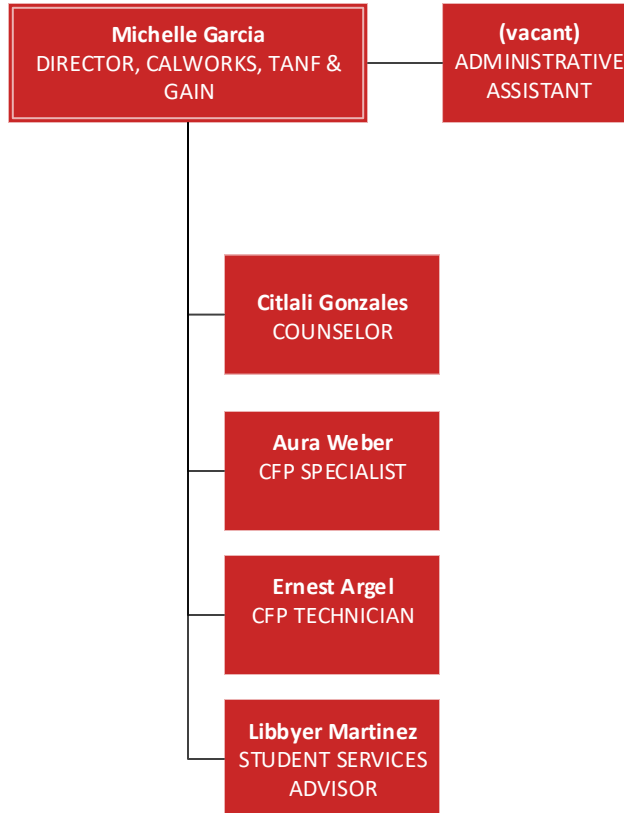 Michelle Garcia
DIRECTOR, CALWORKS, TANF &
GAIN
(vacant)
ADMINISTRATIVE
ASSISTANT
Citlali Gonzales
COUNSELOR
Aura Weber
CFP SPECIALIST
Ernest Argel
CFP TECHNICIAN
Libbyer Martinez
STUDENT SERVICES
ADVISOR